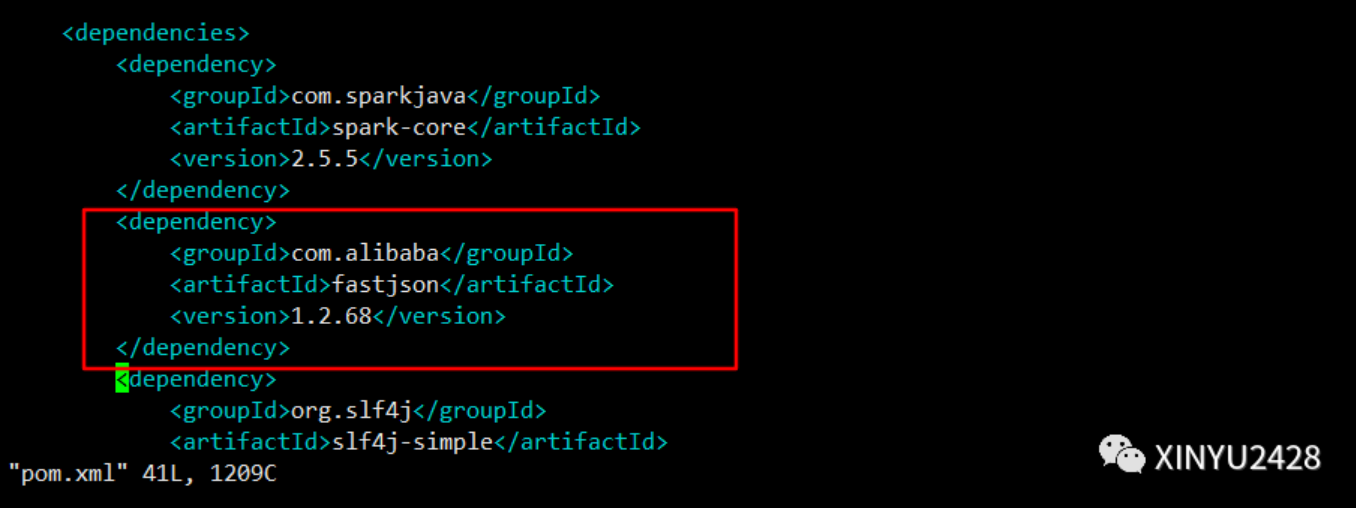 <dependencies>
<dependency>
<groupId>com.sparkjava</groupId>
<artifactId>spark-core</artifactId>
<version>2.5.5</version>
</dependency>
<dependency>
<groupId>com.alibaba</groupId>
<artifactId>fastjson</artifactId>
<version>1.2.68</version>
</dependency>
<dependency>
<groupId>org.slf4j</groupId>
<artifactId>slf4j-simple</artifactId>
"pom.xml" 41L, 1209C
XINYU2428